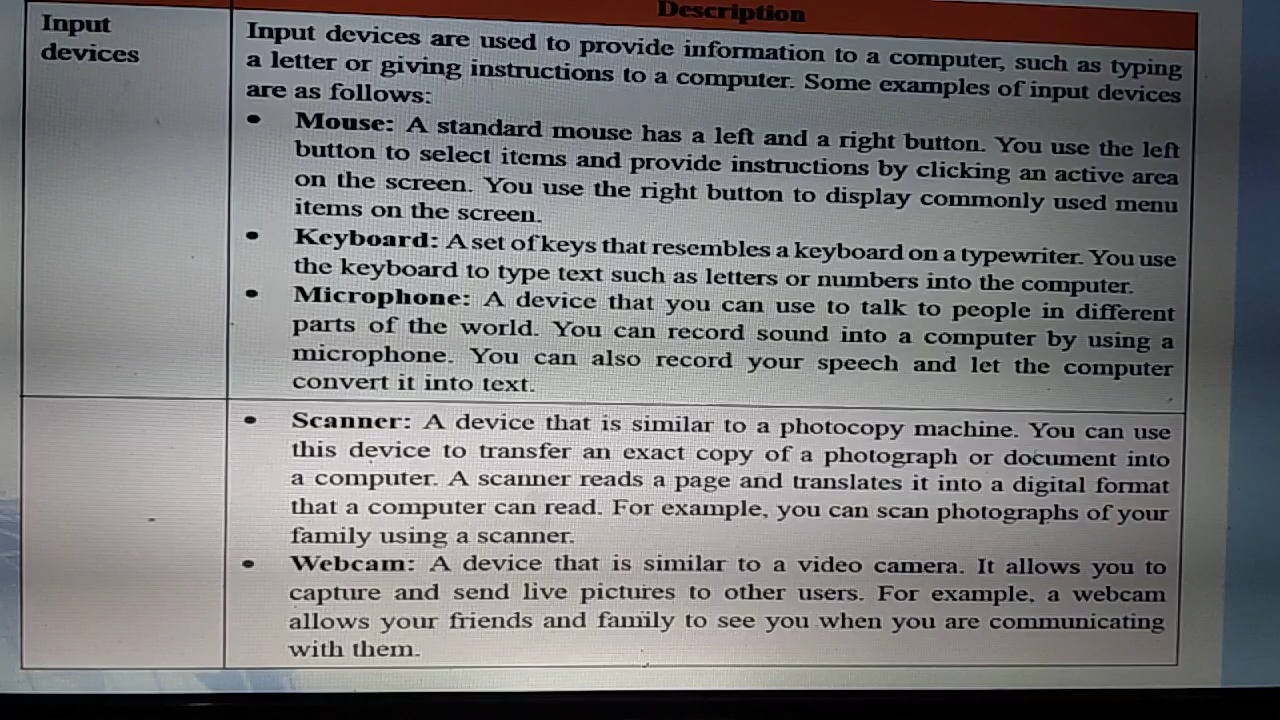 Description
Input
devices
Input devices are used to provide information to a computer, such as typing
a letter or giving instructions to a computer. Some examples of input devices
are as follows:
• Mouse: A standard mouse has a left and a right button. You use the left
button to select items and provide instructions by clicking an active area
on the screen. You use the right button to display commonly used menu
items on the screen.
• Keyboard: A set of keys that resembles a keyboard on a typewriter. You use
the keyboard to type text such as letters or numbers into the computer.
• Microphone: A device that you can use to talk to people in different
parts of the world. You can record sound into a computer by using a
microphone. You can also record your speech and let the computer
convert it into text.
• Scanner: A device that is similar to a photocopy machine. You can use
this device to transfer an exact copy of a photograph or document into
a computer. A scanner reads a page and translates it into a digital format
that a computer can read. For example, you can scan photographs of your
family using a scanner.
• Webcam: A device that is similar to a video camera. It allows you to
capture and send live pictures to other users. For example, a webcam
allows your friends and family to see you when you are communicating
with them.